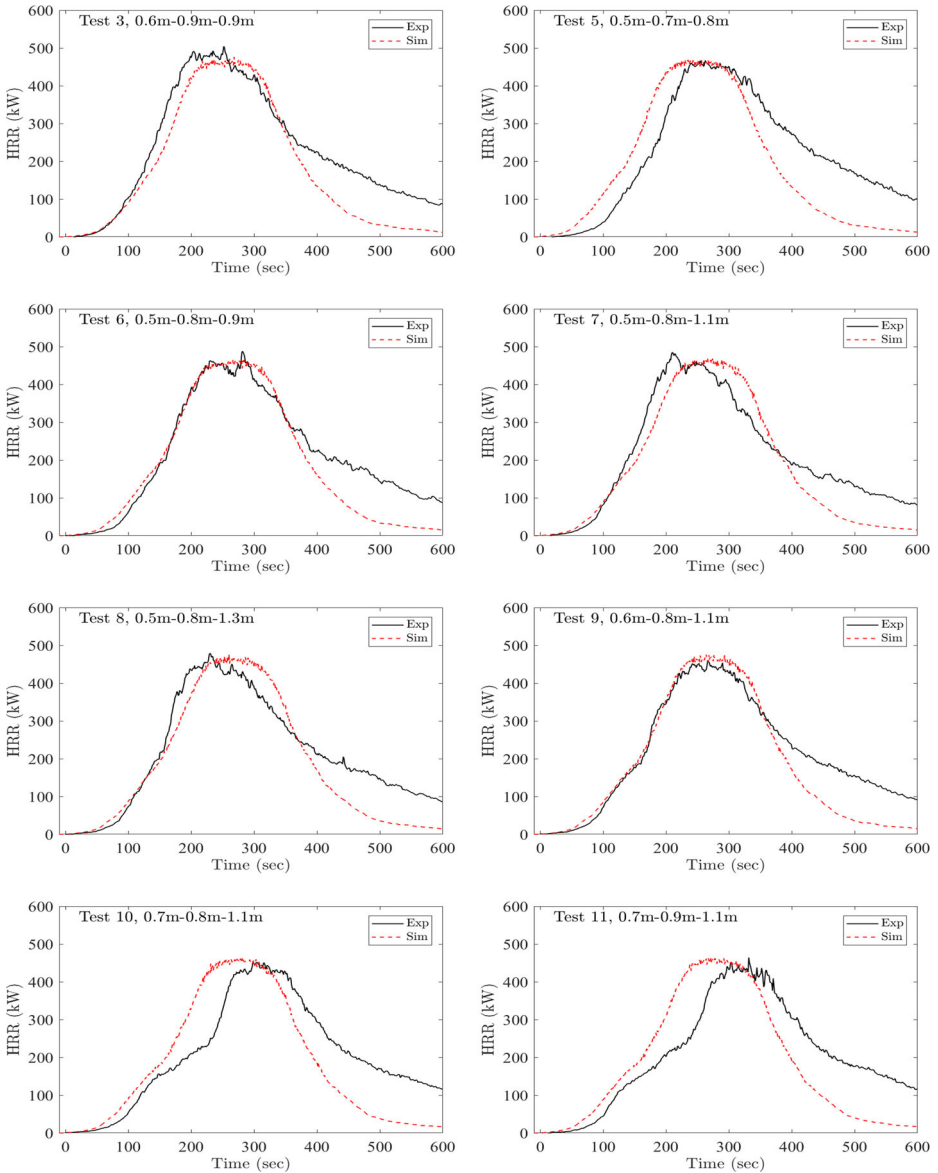 Test 3, 0.6m-0.9m-0.9m
Exp
Sim
HRR (kW)
600
500
400
300
200
100
0
0 100 200 300 400 500 600
Time (sec)
Test 5, 0.5m-0.7m-0.8m
Exp
Sim
HRR (kW)
600
500
400
300
200
100
0
0 100 200 300 400 500 600
Time (sec)
Test 6, 0.5m-0.8m-0.9m
Exp
Sim
HRR (kW)
600
500
400
300
200
100
0
0 100 200 300 400 500 600
Time (sec)
Test 7, 0.5m-0.8m-1.1m
Exp
Sim
HRR (kW)
600
500
400
300
200
100
0
0 100 200 300 400 500 600
Time (sec)
Test 8, 0.5m-0.8m-1.3m
Exp
Sim
HRR (kW)
600
500
400
300
200
100
0
0 100 200 300 400 500 600
Time (sec)
Test 9, 0.6m-0.8m-1.1m
Exp
Sim
HRR (kW)
600
500
400
300
200
100
0
0 100 200 300 400 500 600
Time (sec)
Test 10, 0.7m-0.8m-1.1m
Exp
Sim
HRR (kW)
600
500
400
300
200
100
0
0 100 200 300 400 500 600
Time (sec)
Test 11, 0.7m-0.9m-1.1m
Exp
Sim
HRR (kW)
600
500
400
300
200
100
0
0 100 200 300 400 500 600
Time (sec)